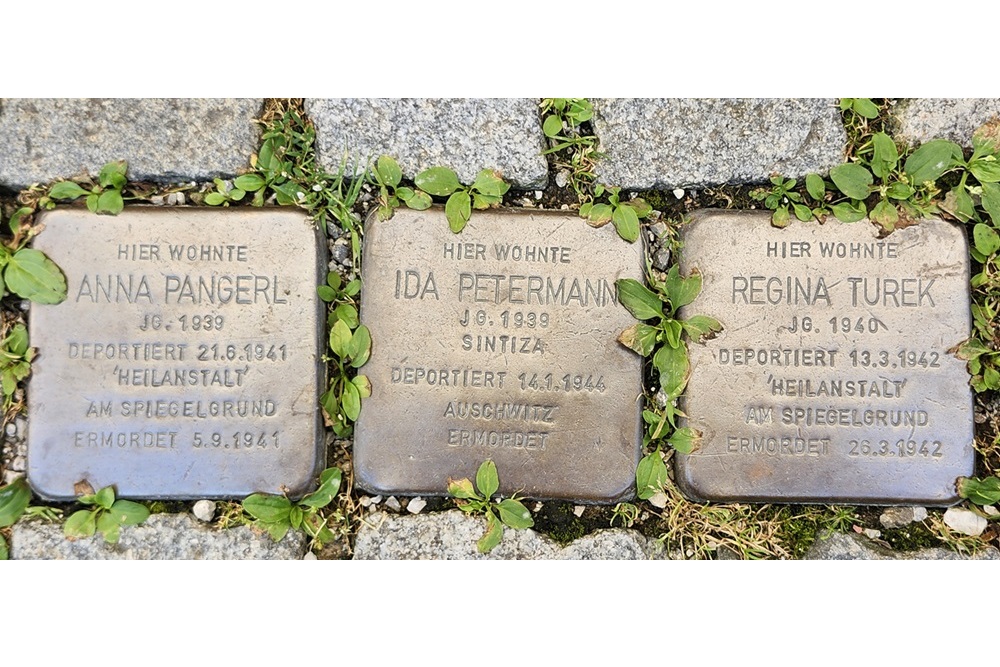 HIER WOHNTE
ANNA PANGERL
JG. 1939
DEPORTIERT 21.6.1941
'HEILANSTALT'
AM SPIEGELGRUND
ERMORDET 5.9.1941
HIER WOHNTE
IDA PETERMANN
JG. 1939
SINTIZA
DEPORTIERT 14.1.1944
AUSCHWITZ
ERMORDET
HIER WOHNTE
REGINA TUREK
JG. 1940
DEPORTIERT 13.3.1942
'HEILANSTALT'
AM SPIEGELGRUND
ERMORDET 26.3.1942